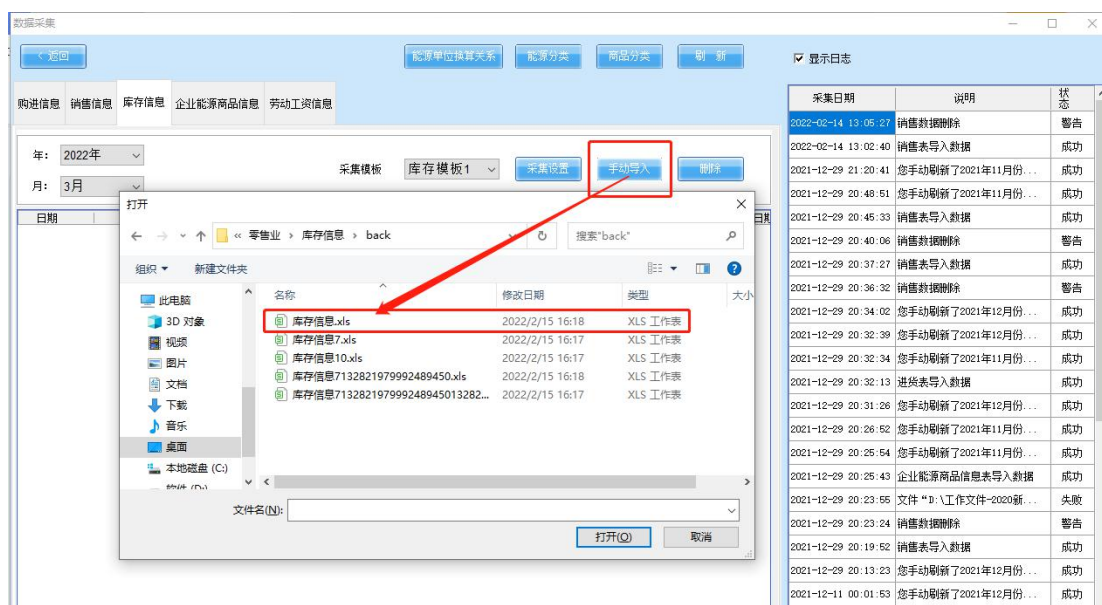 数据采集
< 返回
能源单位换算关系
能源分类
商品分类
刷 新
显示日志
购进信息
销售信息
库存信息
企业能源商品信息
劳动工资信息
年: 2022年
月: 3月
采集模板
库存模板1
采集设置
手动导入
删除
日期
打开
« 零售业 › 库存信息 › back
搜索"back"
组织
新建文件夹
此电脑
3D 对象
视频
图片
文档
下载
音乐
桌面
本地磁盘 (C:)
名称 修改日期 类型 大小
库存信息.xls 2022/2/15 16:18 XLS 工作表
库存信息7.xls 2022/2/15 16:17 XLS 工作表
库存信息10.xls 2022/2/15 16:17 XLS 工作表
库存信息7132821979992489450.xls 2022/2/15 16:18 XLS 工作表
库存信息713282197999248945013282... 2022/2/15 16:17 XLS 工作表
文件名(N):
打开(O)
取消
采集日期 说明 状态
2022-02-14 13:05:27 销售数据删除 警告
2022-02-14 13:02:40 销售表导入数据 成功
2021-12-29 21:20:41 您手动刷新了2021年11月份... 成功
2021-12-29 20:48:51 您手动刷新了2021年11月份... 成功
2021-12-29 20:45:33 销售表导入数据 成功
2021-12-29 20:40:06 销售数据删除 警告
2021-12-29 20:37:27 销售表导入数据 成功
2021-12-29 20:36:32 销售数据删除 警告
2021-12-29 20:34:02 您手动刷新了2021年12月份... 成功
2021-12-29 20:32:39 您手动刷新了2021年12月份... 成功
2021-12-29 20:32:34 您手动刷新了2021年11月份... 成功
2021-12-29 20:32:13 进货表导入数据 成功
2021-12-29 20:31:26 您手动刷新了2021年12月份... 成功
2021-12-29 20:26:52 您手动刷新了2021年11月份... 成功
2021-12-29 20:25:54 您手动刷新了2021年11月份... 成功
2021-12-29 20:25:43 企业能源商品信息表导入数据 成功
2021-12-29 20:23:55 文件“D:\工作文件-2020新... 失败
2021-12-29 20:23:24 销售数据删除 警告
2021-12-29 20:19:52 销售表导入数据 成功
2021-12-29 20:13:23 您手动刷新了2021年12月份... 成功
2021-12-11 00:01:53 您手动刷新了2021年12月份... 成功